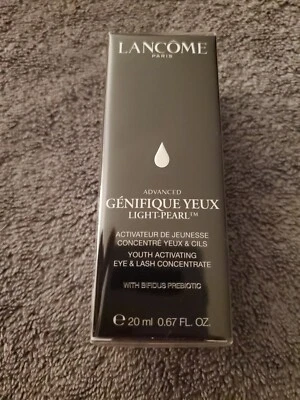 LANCÔME
PARIS
ADVANCED
GÉNIFIQUE YEUX
LIGHT-PEARL™
ACTIVATEUR DE JEUNESSE
CONCENTRÉ YEUX & CILS
YOUTH ACTIVATING
EYE & LASH CONCENTRATE
WITH BIFIDUS PREBIOTIC
℮ 20 ml 0.67 FL. OZ.